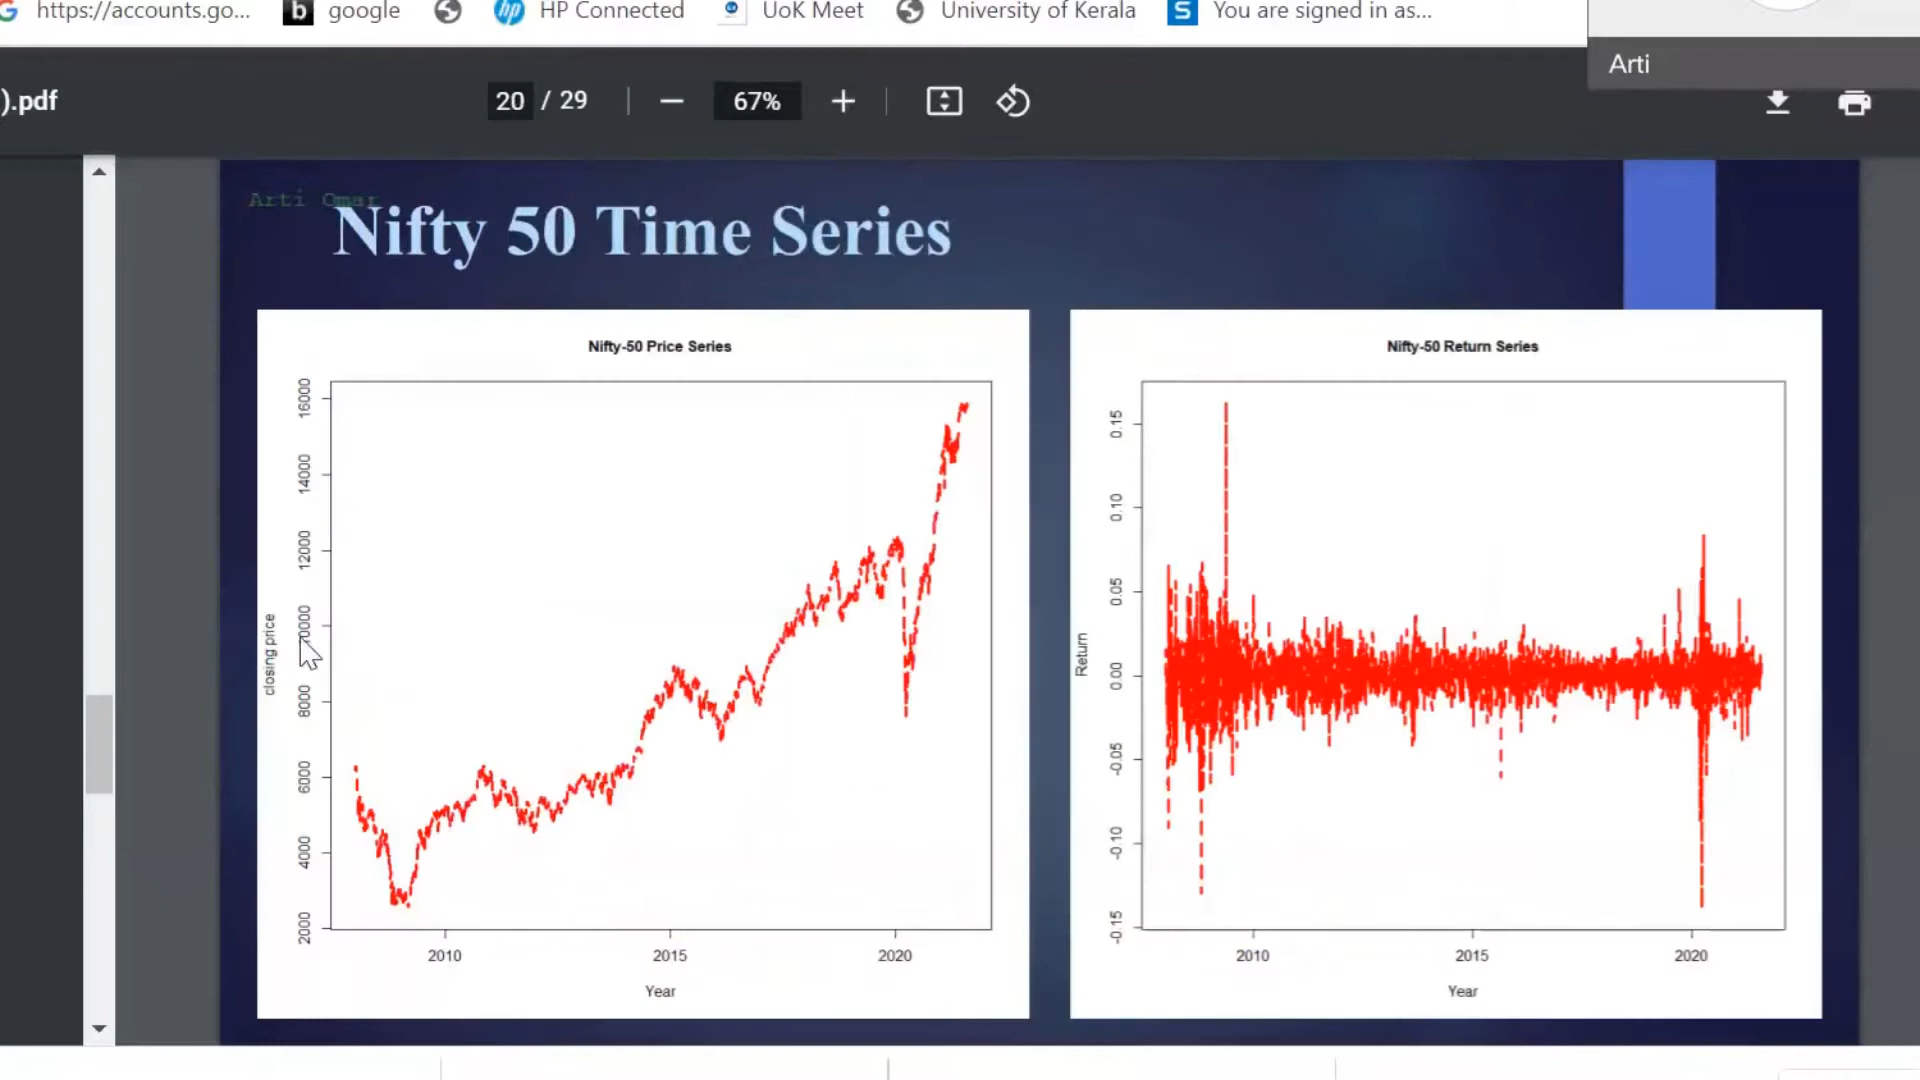 https://accounts.go... b google HP Connected UoK Meet University of Kerala S You are signed in as...
Arti
).pdf 20 / 29 67%
Arti Omar
Nifty 50 Time Series
Nifty-50 Price Series
16000
14000
12000
8000
6000
4000
2000
closing price
2010 2015 2020
Year
Nifty-50 Return Series
0.15
0.10
0.05
0.00
-0.05
-0.10
-0.15
Return
2010 2015 2020
Year